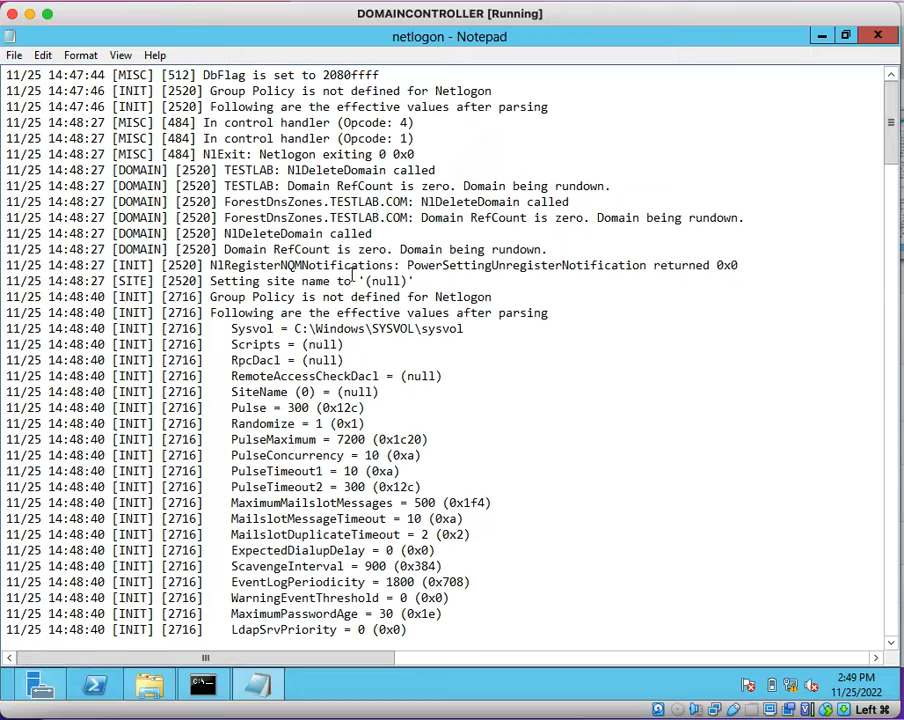 DOMAINCONTROLLER [Running]
netlogon - Notepad
File Edit Format View Help
11/25 14:47:44 [MISC] [512] DbFlag is set to 2080ffff
11/25 14:47:46 [INIT] [2520] Group Policy is not defined for Netlogon
11/25 14:47:46 [INIT] [2520] Following are the effective values after parsing
11/25 14:48:27 [MISC] [484] In control handler (Opcode: 4)
11/25 14:48:27 [MISC] [484] In control handler (Opcode: 1)
11/25 14:48:27 [MISC] [484] NlExit: Netlogon exiting 0 0x0
11/25 14:48:27 [DOMAIN] [2520] TESTLAB: NlDeleteDomain called
11/25 14:48:27 [DOMAIN] [2520] TESTLAB: Domain RefCount is zero. Domain being rundown.
11/25 14:48:27 [DOMAIN] [2520] ForestDnsZones.TESTLAB.COM: NlDeleteDomain called
11/25 14:48:27 [DOMAIN] [2520] ForestDnsZones.TESTLAB.COM: Domain RefCount is zero. Domain being rundown.
11/25 14:48:27 [DOMAIN] [2520] NlDeleteDomain called
11/25 14:48:27 [DOMAIN] [2520] Domain RefCount is zero. Domain being rundown.
11/25 14:48:27 [INIT] [2520] NlRegisterNQMNotifications: PowerSettingUnregisterNotification returned 0x0
11/25 14:48:27 [SITE] [2520] Setting site name to '(null)'
11/25 14:48:40 [INIT] [2716] Group Policy is not defined for Netlogon
11/25 14:48:40 [INIT] [2716] Following are the effective values after parsing
11/25 14:48:40 [INIT] [2716] Sysvol = C:\Windows\SYSVOL\sysvol
11/25 14:48:40 [INIT] [2716] Scripts = (null)
11/25 14:48:40 [INIT] [2716] RpcDacl = (null)
11/25 14:48:40 [INIT] [2716] RemoteAccessCheckDacl = (null)
11/25 14:48:40 [INIT] [2716] SiteName (0) = (null)
11/25 14:48:40 [INIT] [2716] Pulse = 300 (0x12c)
11/25 14:48:40 [INIT] [2716] Randomize = 1 (0x1)
11/25 14:48:40 [INIT] [2716] PulseMaximum = 7200 (0x1c20)
11/25 14:48:40 [INIT] [2716] PulseConcurrency = 10 (0xa)
11/25 14:48:40 [INIT] [2716] PulseTimeout1 = 10 (0xa)
11/25 14:48:40 [INIT] [2716] PulseTimeout2 = 300 (0x12c)
11/25 14:48:40 [INIT] [2716] MaximumMailslotMessages = 500 (0x1f4)
11/25 14:48:40 [INIT] [2716] MailslotMessageTimeout = 10 (0xa)
11/25 14:48:40 [INIT] [2716] MailslotDuplicateTimeout = 2 (0x2)
11/25 14:48:40 [INIT] [2716] ExpectedDialupDelay = 0 (0x0)
11/25 14:48:40 [INIT] [2716] ScavengeInterval = 900 (0x384)
11/25 14:48:40 [INIT] [2716] EventLogPeriodicity = 1800 (0x708)
11/25 14:48:40 [INIT] [2716] WarningEventThreshold = 0 (0x0)
11/25 14:48:40 [INIT] [2716] MaximumPasswordAge = 30 (0x1e)
11/25 14:48:40 [INIT] [2716] LdapSrvPriority = 0 (0x0)
2:49 PM
11/25/2022
Left ⌘